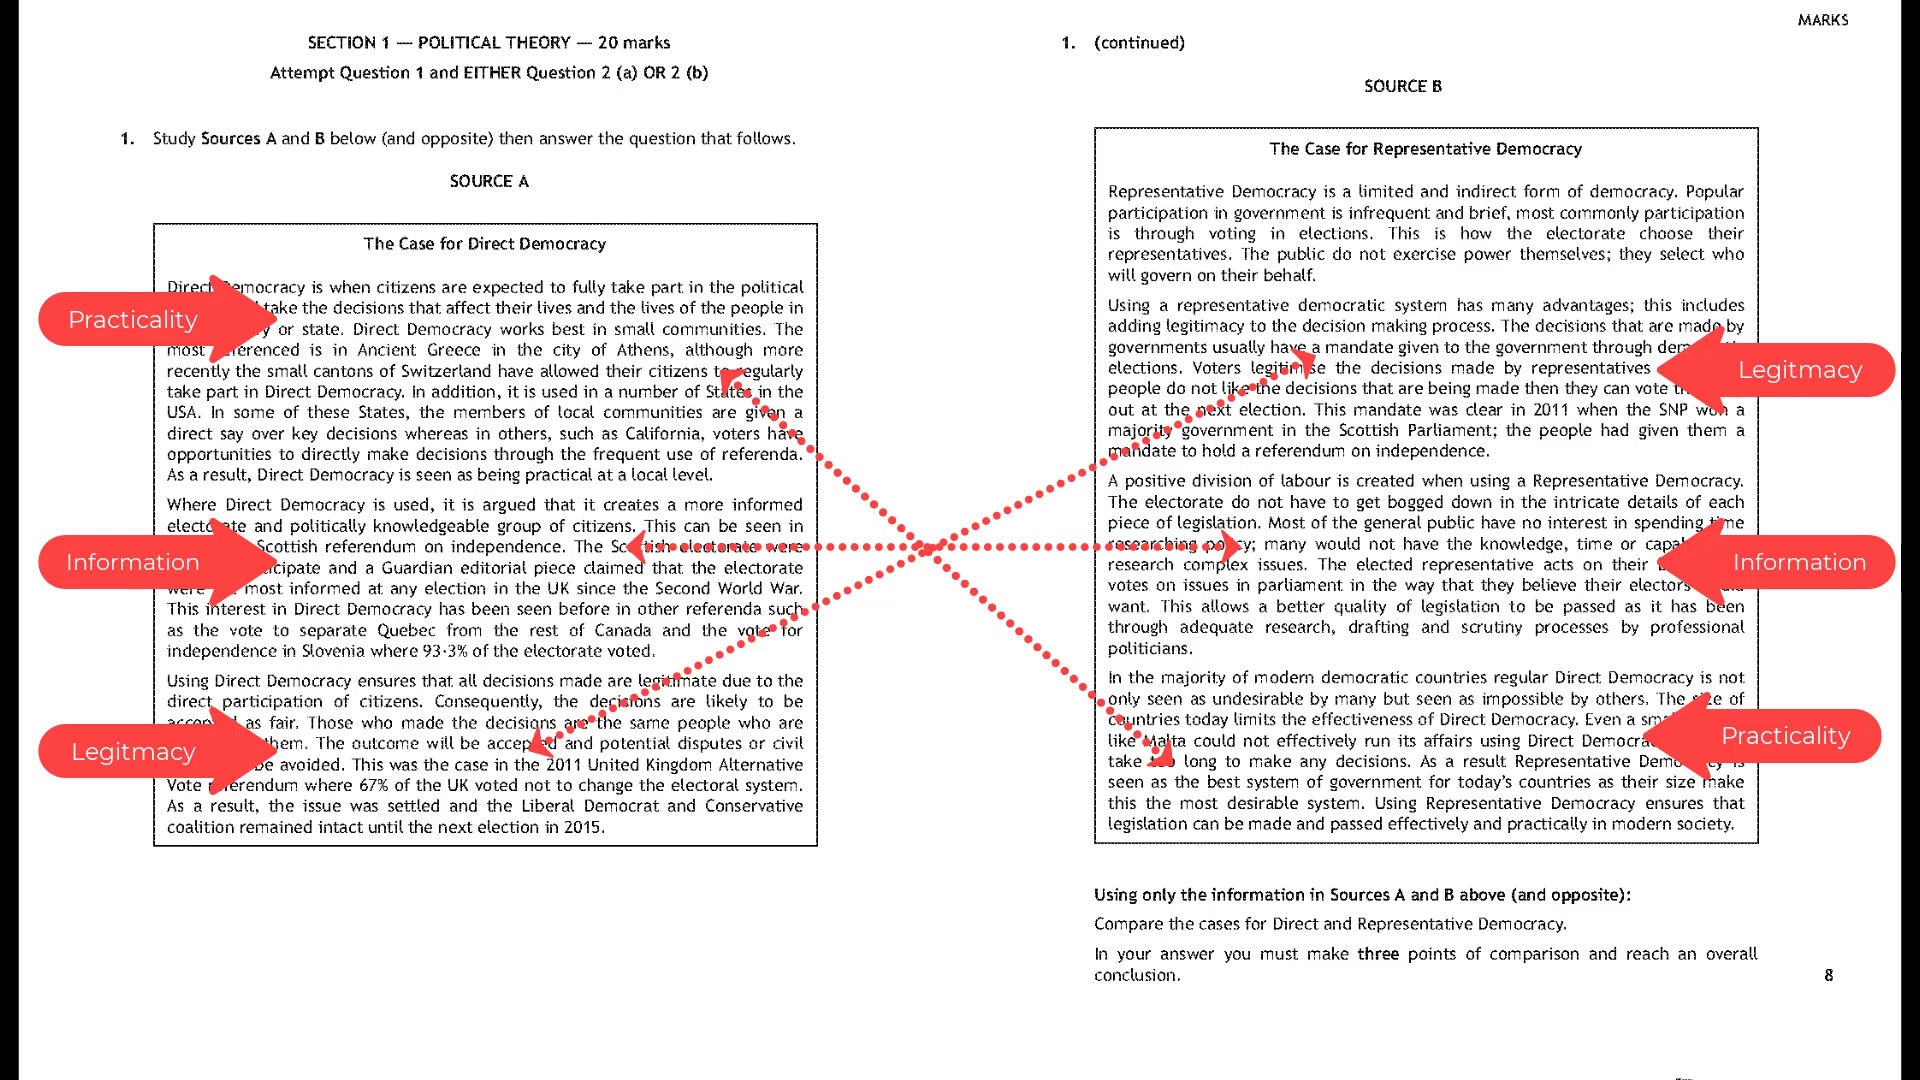 SECTION 1 — POLITICAL THEORY — 20 marks
Attempt Question 1 and EITHER Question 2 (a) OR 2 (b)
1. Study Sources A and B below (and opposite) then answer the question that follows.
SOURCE A
The Case for Direct Democracy
Direct Democracy is when citizens are expected to fully take part in the political
take the decisions that affect their lives and the lives of the people in
or state. Direct Democracy works best in small communities. The
most referenced is in Ancient Greece in the city of Athens, although more
recently the small cantons of Switzerland have allowed their citizens to regularly
take part in Direct Democracy. In addition, it is used in a number of States in the
USA. In some of these States, the members of local communities are given a
direct say over key decisions whereas in others, such as California, voters have
opportunities to directly make decisions through the frequent use of referenda.
As a result, Direct Democracy is seen as being practical at a local level.
Where Direct Democracy is used, it is argued that it creates a more informed
electorate and politically knowledgeable group of citizens. This can be seen in
Scottish referendum on independence. The Scottish electorate were
and a Guardian editorial piece claimed that the electorate
were most informed at any election in the UK since the Second World War.
This interest in Direct Democracy has been seen before in other referenda such
as the vote to separate Quebec from the rest of Canada and the vote for
independence in Slovenia where 93·3% of the electorate voted.
Using Direct Democracy ensures that all decisions made are legitimate due to the
direct participation of citizens. Consequently, the decisions are likely to be
accepted as fair. Those who made the decisions are the same people who are
them. The outcome will be accepted and potential disputes or civil
be avoided. This was the case in the 2011 United Kingdom Alternative
Vote referendum where 67% of the UK voted not to change the electoral system.
As a result, the issue was settled and the Liberal Democrat and Conservative
coalition remained intact until the next election in 2015.
Practicality
Information
Legitmacy
MARKS
1. (continued)
SOURCE B
The Case for Representative Democracy
Representative Democracy is a limited and indirect form of democracy. Popular
participation in government is infrequent and brief, most commonly participation
is through voting in elections. This is how the electorate choose their
representatives. The public do not exercise power themselves; they select who
will govern on their behalf.
Using a representative democratic system has many advantages; this includes
adding legitimacy to the decision making process. The decisions that are made by
governments usually have a mandate given to the government through
elections. Voters legitimise the decisions made by representatives
people do not like the decisions that are being made then they can vote
out at the next election. This mandate was clear in 2011 when the SNP won a
majority government in the Scottish Parliament; the people had given them a
mandate to hold a referendum on independence.
A positive division of labour is created when using a Representative Democracy.
The electorate do not have to get bogged down in the intricate details of each
piece of legislation. Most of the general public have no interest in spending time
researching policy; many would not have the knowledge, time or
research complex issues. The elected representative acts on their
votes on issues in parliament in the way that they believe their electors
want. This allows a better quality of legislation to be passed as it has been
through adequate research, drafting and scrutiny processes by professional
politicians.
In the majority of modern democratic countries regular Direct Democracy is not
only seen as undesirable by many but seen as impossible by others. The size of
countries today limits the effectiveness of Direct Democracy. Even a
like Malta could not effectively run its affairs using Direct
take too long to make any decisions. As a result Representative Democracy is
seen as the best system of government for today's countries as their size make
this the most desirable system. Using Representative Democracy ensures that
legislation can be made and passed effectively and practically in modern society.
Legitmacy
Information
Practicality
Using only the information in Sources A and B above (and opposite):
Compare the cases for Direct and Representative Democracy.
In your answer you must make three points of comparison and reach an overall
conclusion. 8